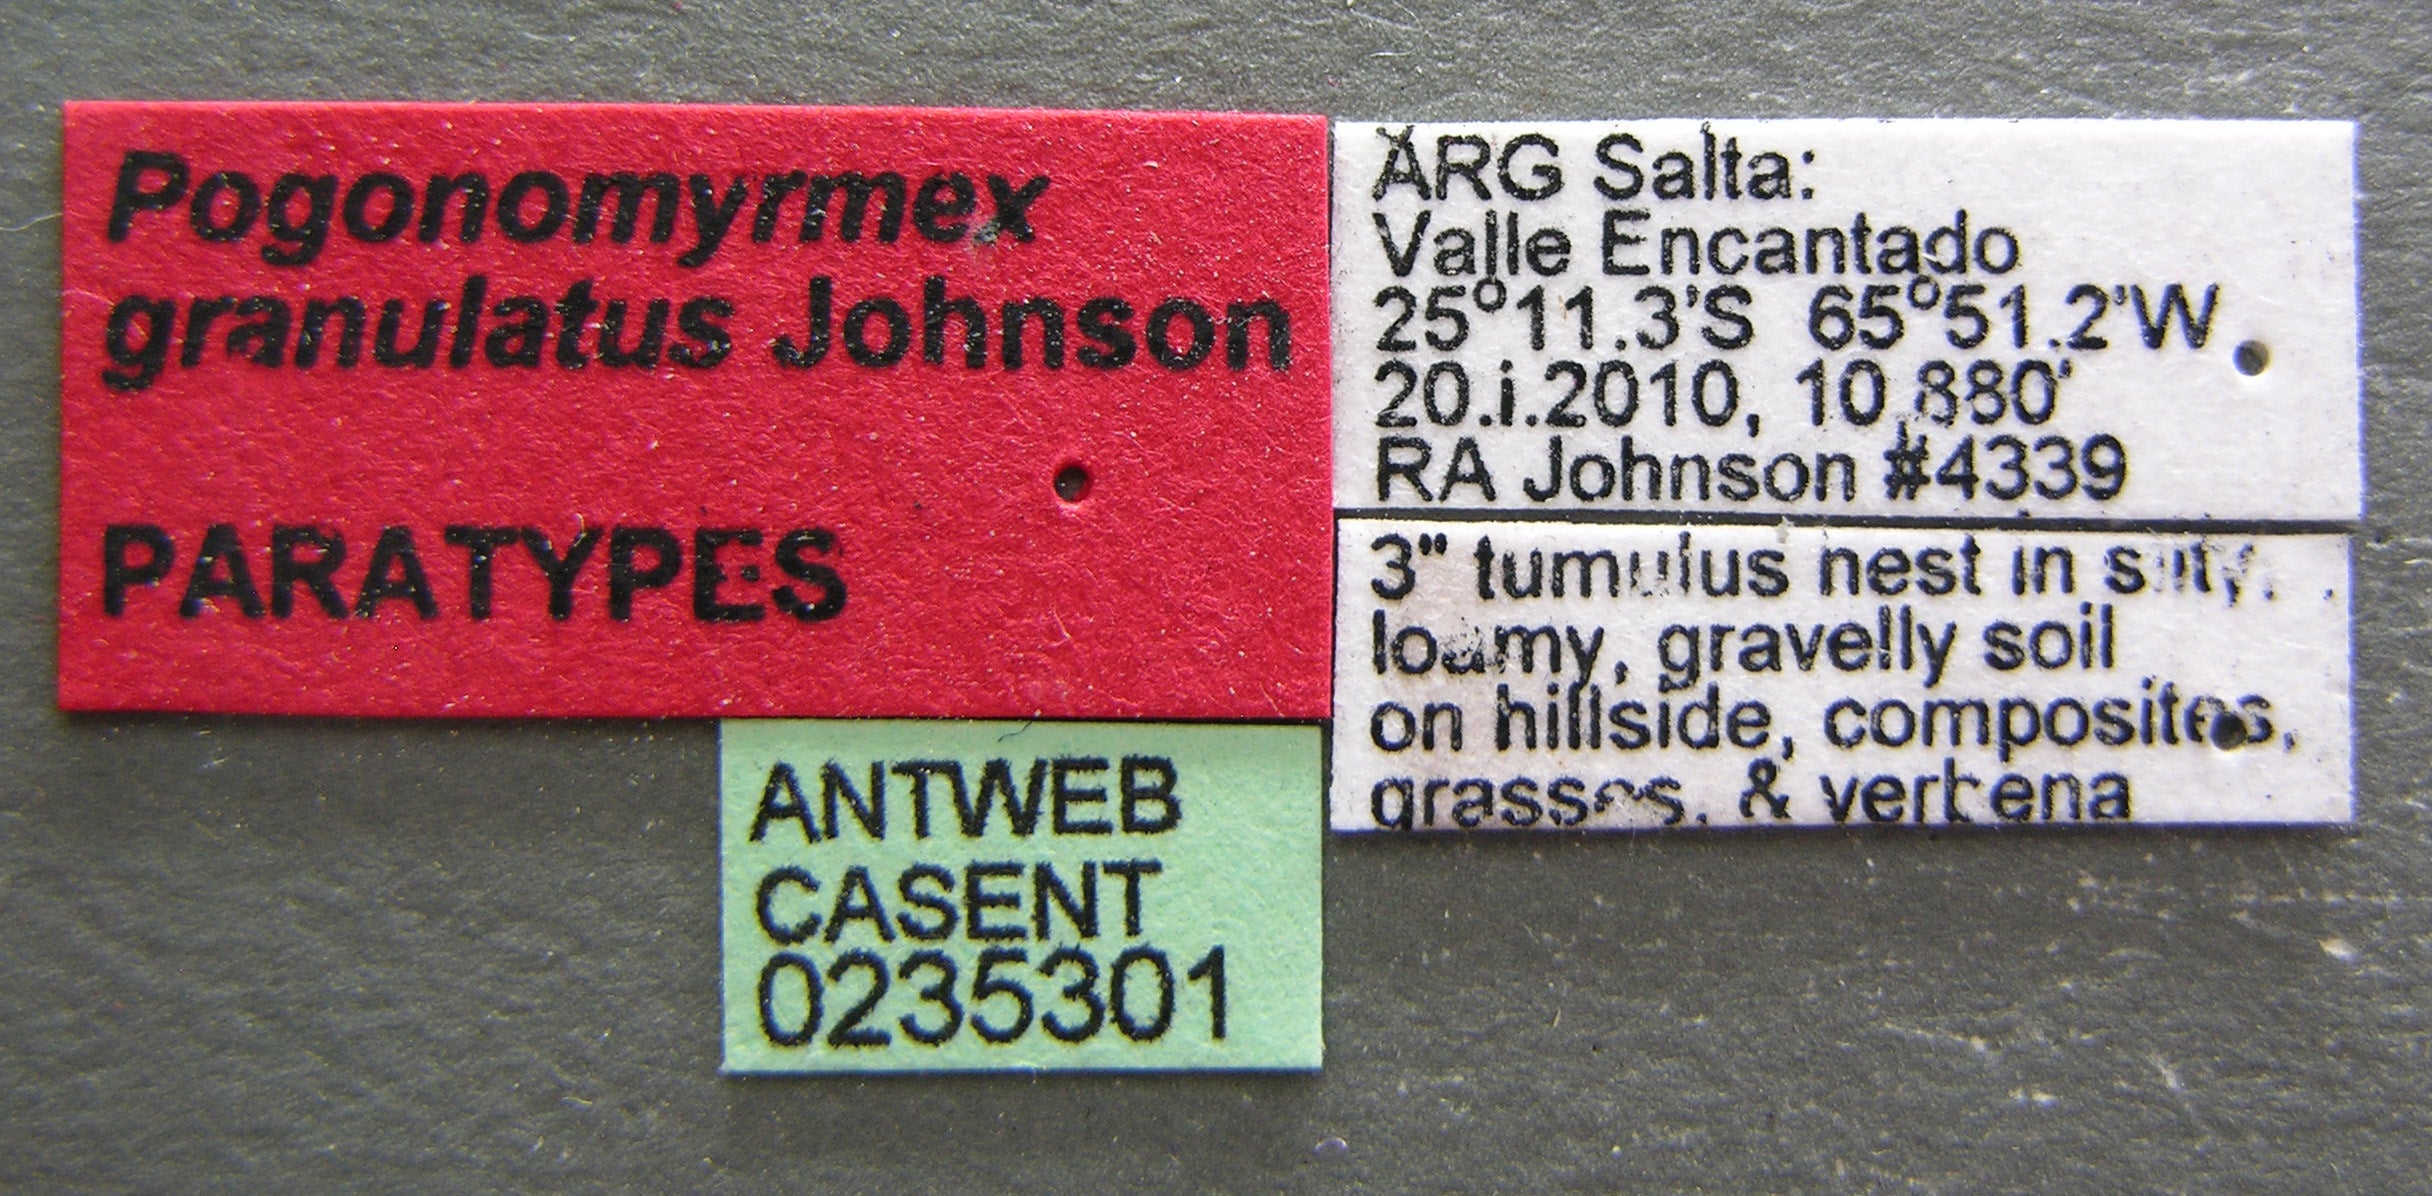 Pogonomyrmex
granulatus Johnson
PARATYPES
ARG Salta:
Valle Encantado
25°11.3'S 65°51.2'W
20.i.2010, 10,880'
RA Johnson #4339
3" tumulus nest in silty,
loamy, gravelly soil
on hillside, composites,
grasses, & verbena
ANTWEB
CASENT
0235301